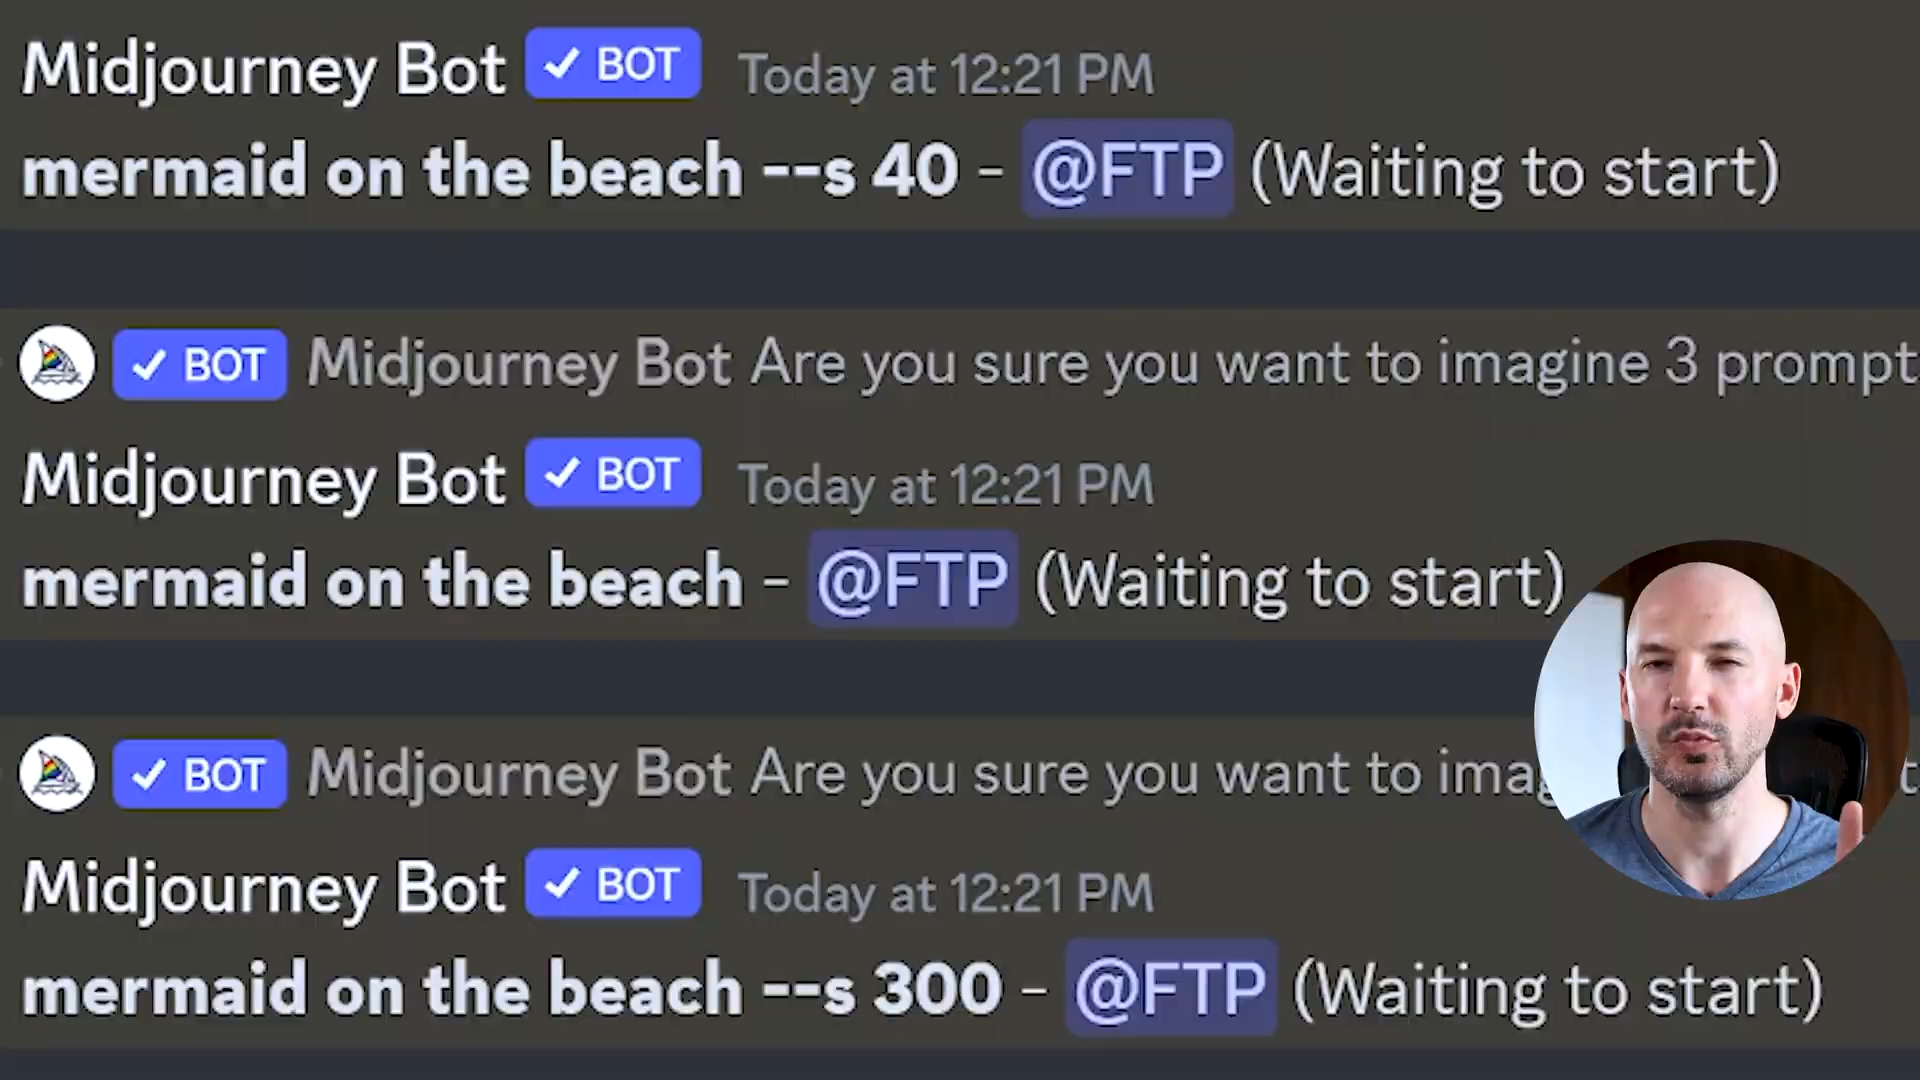 Midjourney Bot ✓ BOT Today at 12:21 PM
mermaid on the beach --s 40 - @FTP (Waiting to start)
✓ BOT Midjourney Bot Are you sure you want to imagine 3 prompt
Midjourney Bot ✓ BOT Today at 12:21 PM
mermaid on the beach - @FTP (Waiting to start)
✓ BOT Midjourney Bot Are you sure you want to
Midjourney Bot ✓ BOT Today at 12:21 PM
mermaid on the beach --s 300 - @FTP (Waiting to start)